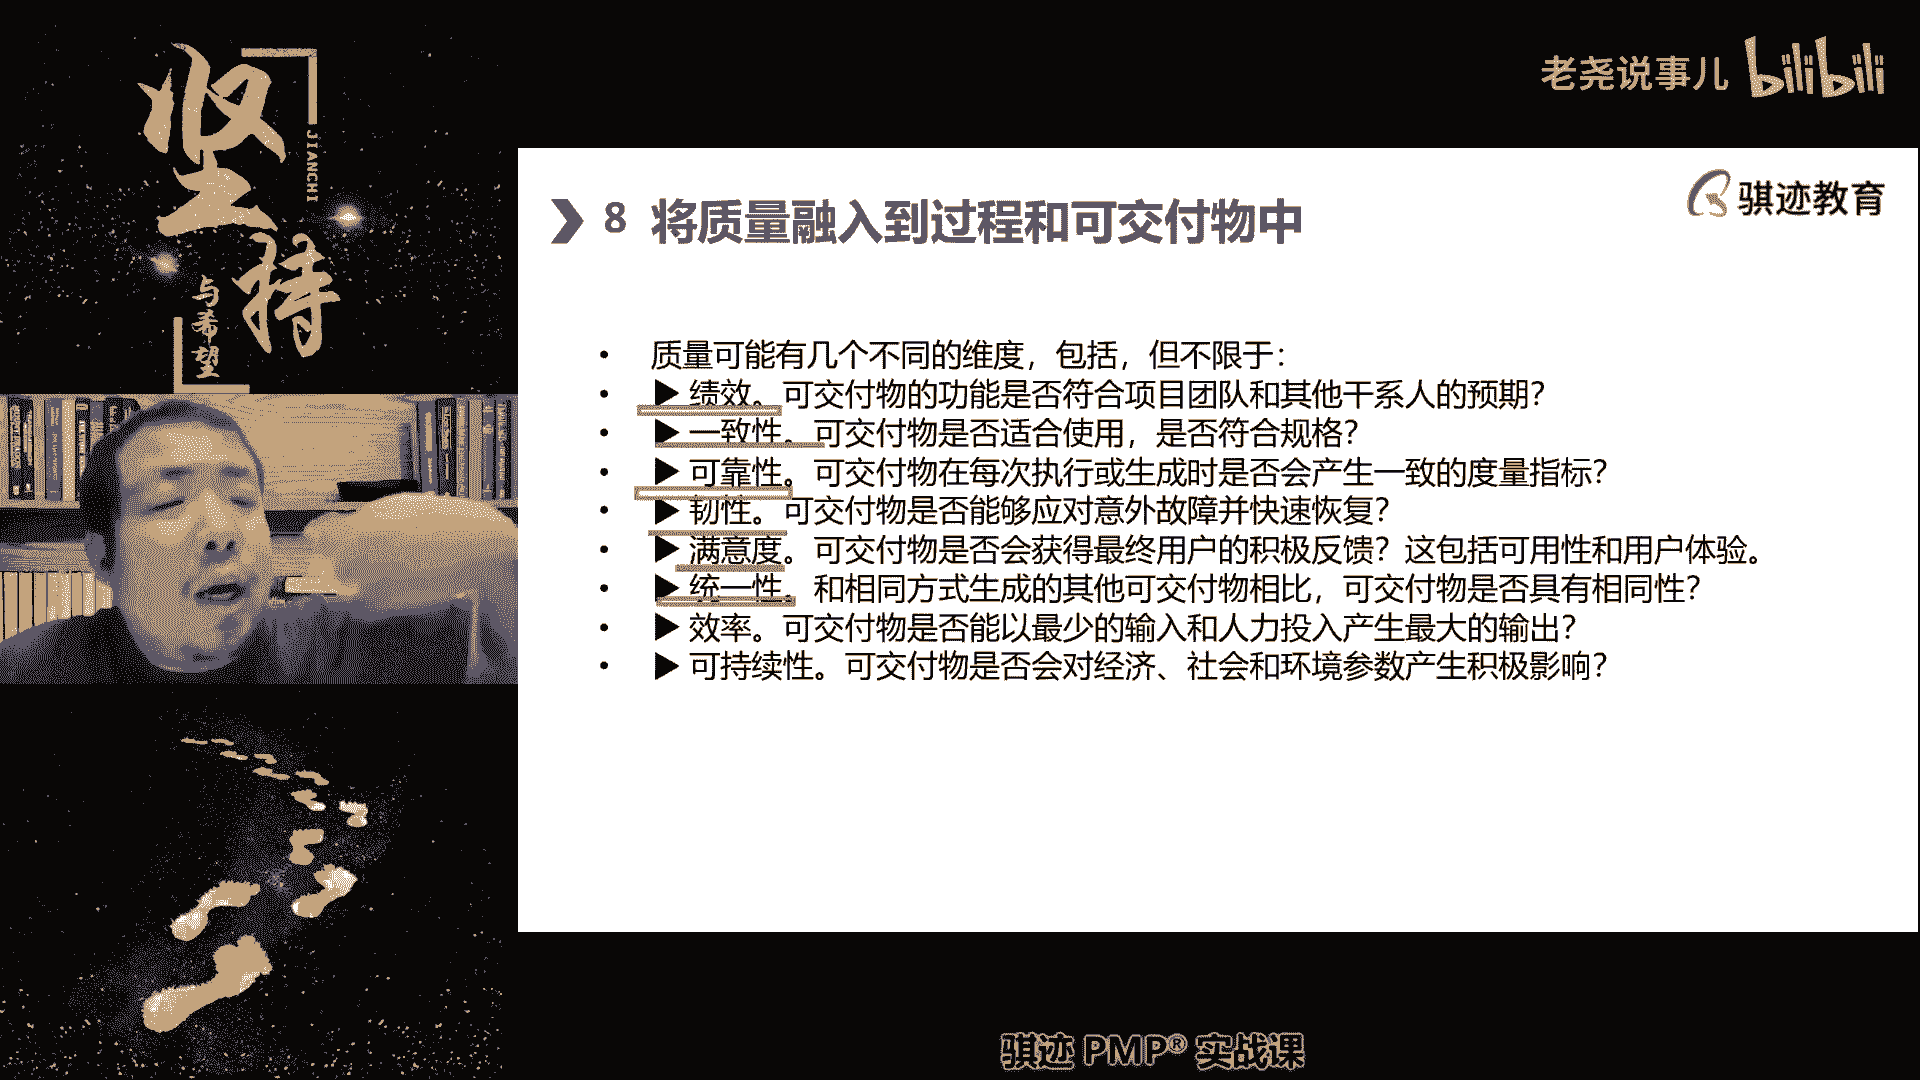 坚持
JIANCHI
与希望
老尧说事儿 bilibili
骐迹教育
8 将质量融入到过程和可交付物中
• 质量可能有几个不同的维度，包括，但不限于：
• ▶ 绩效。可交付物的功能是否符合项目团队和其他干系人的预期？
• ▶ 一致性。可交付物是否适合使用，是否符合规格？
• ▶ 可靠性。可交付物在每次执行或生成时是否会产生一致的度量指标？
• ▶ 韧性。可交付物是否能够应对意外故障并快速恢复？
• ▶ 满意度。可交付物是否会获得最终用户的积极反馈？这包括可用性和用户体验。
• ▶ 统一性。和相同方式生成的其他可交付物相比，可交付物是否具有相同性？
• ▶ 效率。可交付物是否能以最少的输入和人力投入产生最大的输出？
• ▶ 可持续性。可交付物是否会对经济、社会和环境参数产生积极影响？
骐迹 PMP® 实战课